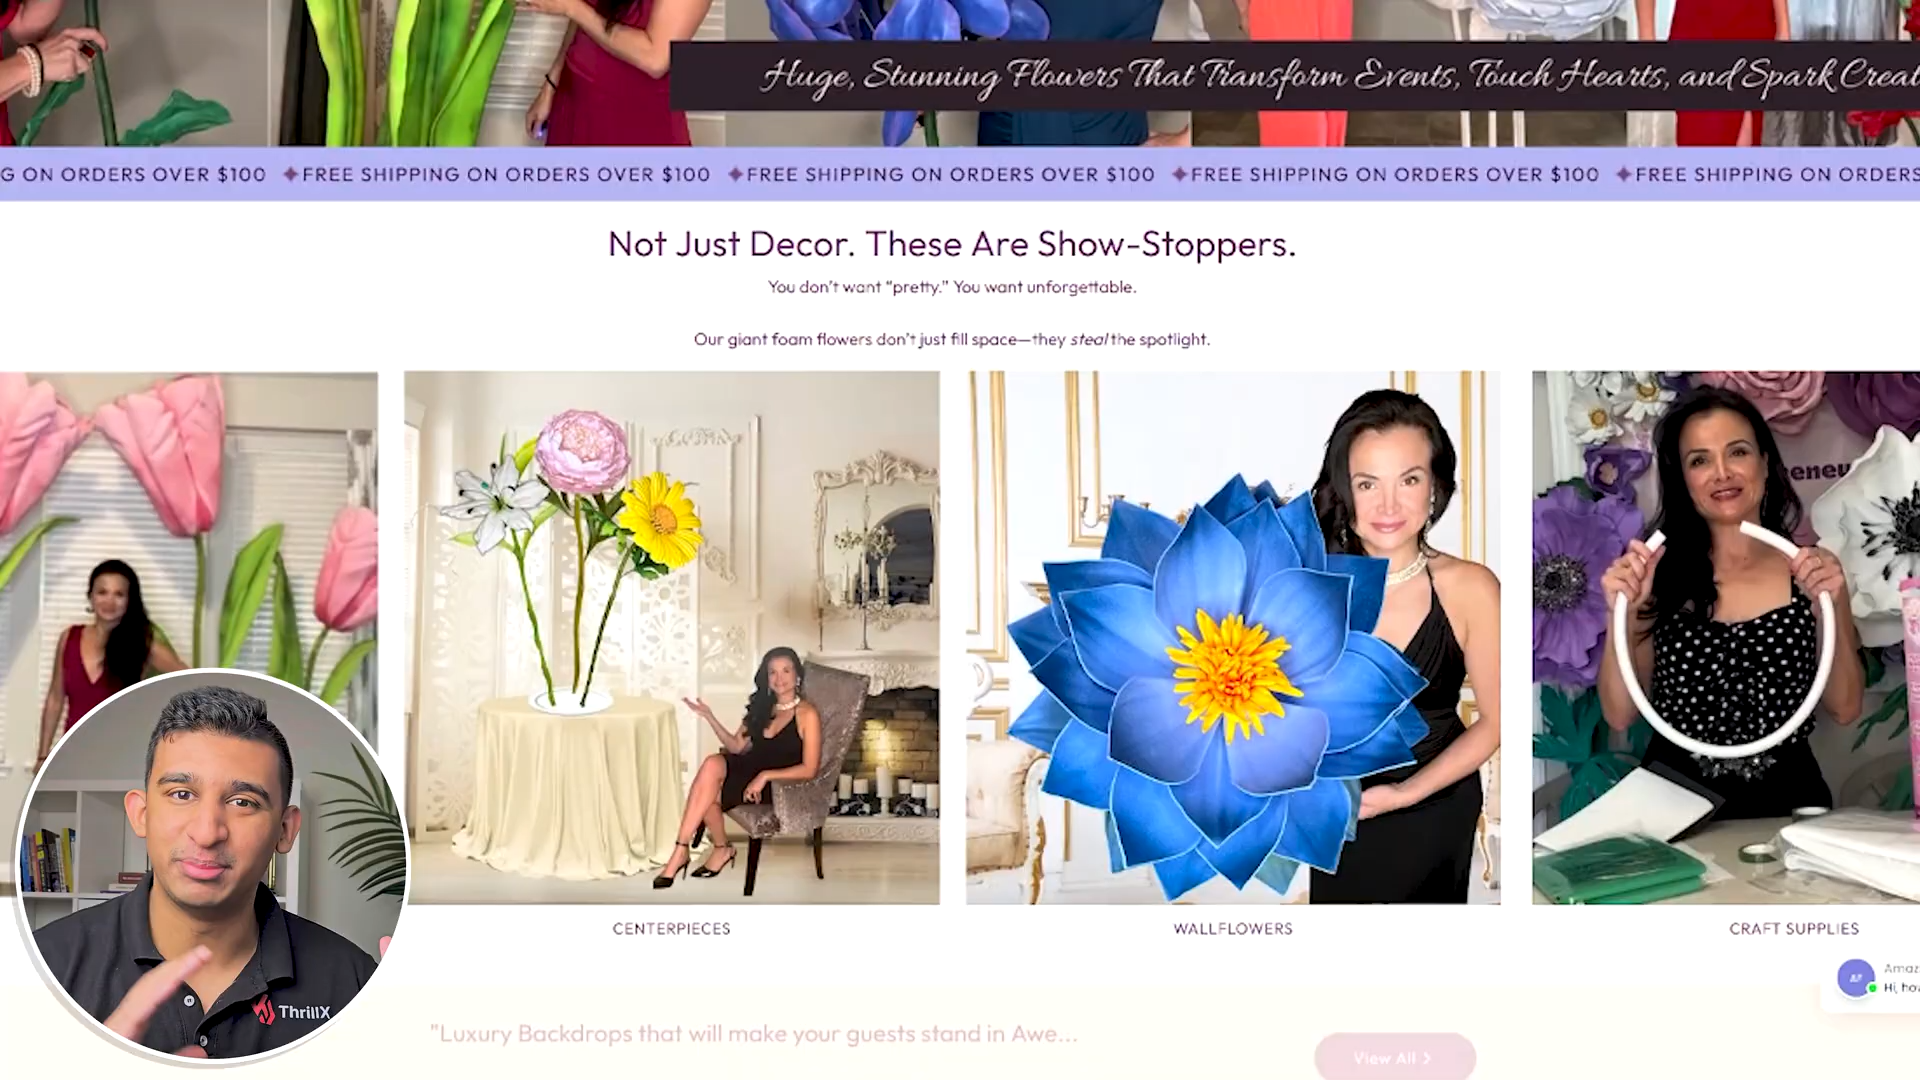 Huge, Stunning Flowers That Transform Events, Touch Hearts, and Spark Creat
G ON ORDERS OVER $100 ✦FREE SHIPPING ON ORDERS OVER $100 ✦FREE SHIPPING ON ORDERS OVER $100 ✦FREE SHIPPING ON ORDERS OVER $100 ✦FREE SHIPPING ON ORDERS
Not Just Decor. These Are Show-Stoppers.
You don't want “pretty.” You want unforgettable.
Our giant foam flowers don't just fill space—they steal the spotlight.
eneu
CENTERPIECES
WALLFLOWERS
CRAFT SUPPLIES
Amaz
Hi, ho
ThrillX
"Luxury Backdrops that will make your guests stand in Awe...
View All >